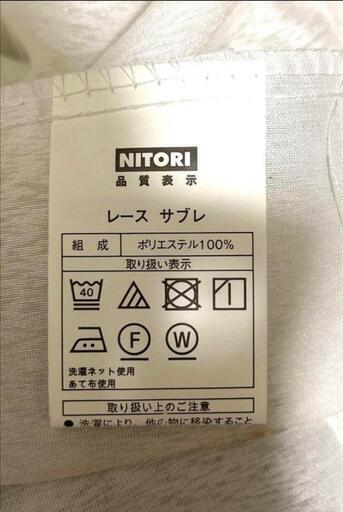 NITORI
品質表示
レース サブレ
組成 ポリエステル100%
取り扱い表示
40
F W
洗濯ネット使用
あて布使用
取り扱い上のご注意
●洗濯により、他の物に移染すること